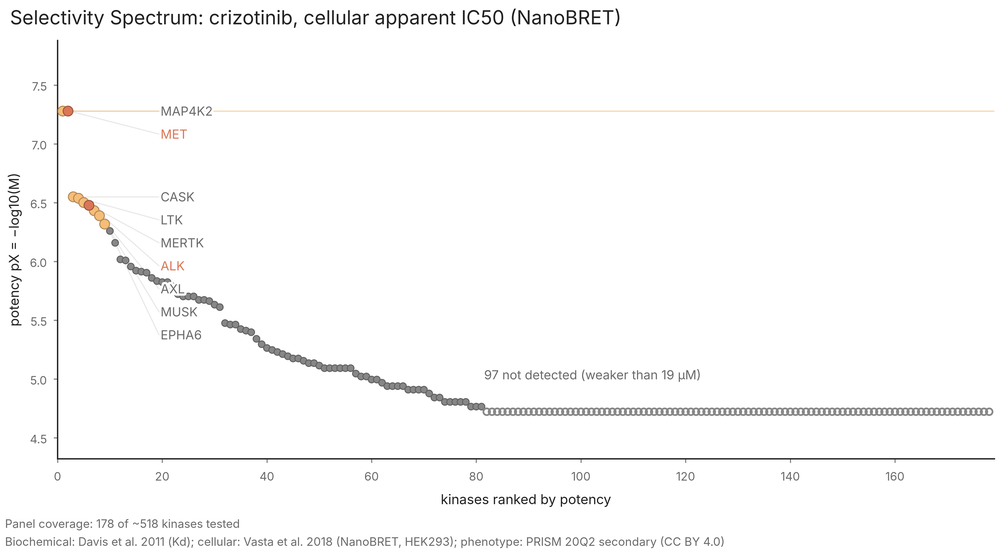 Selectivity Spectrum: crizotinib, cellular apparent IC50 (NanoBRET)
potency pX = −log10(M)
7.5
7.0
6.5
6.0
5.5
5.0
4.5
MAP4K2
MET
CASK
LTK
MERTK
ALK
AXL
MUSK
EPHA6
97 not detected (weaker than 19 µM)
0 20 40 60 80 100 120 140 160
kinases ranked by potency
Panel coverage: 178 of ~518 kinases tested
Biochemical: Davis et al. 2011 (Kd); cellular: Vasta et al. 2018 (NanoBRET, HEK293); phenotype: PRISM 20Q2 secondary (CC BY 4.0)